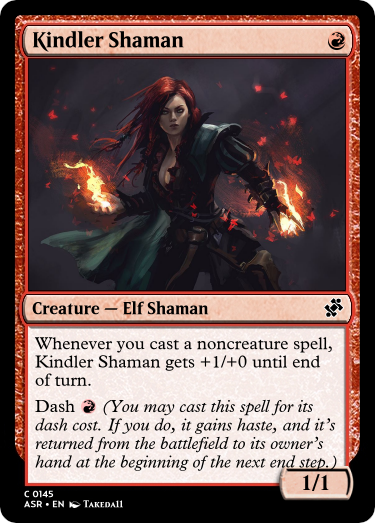 Kindler Shaman
Creature — Elf Shaman
Whenever you cast a noncreature spell,
Kindler Shaman gets +1/+0 until end
of turn.
Dash (You may cast this spell for its
dash cost. If you do, it gains haste, and it's
returned from the battlefield to its owner's
hand at the beginning of the next end step.)
1/1
C 0145
ASR • EN Takeda11